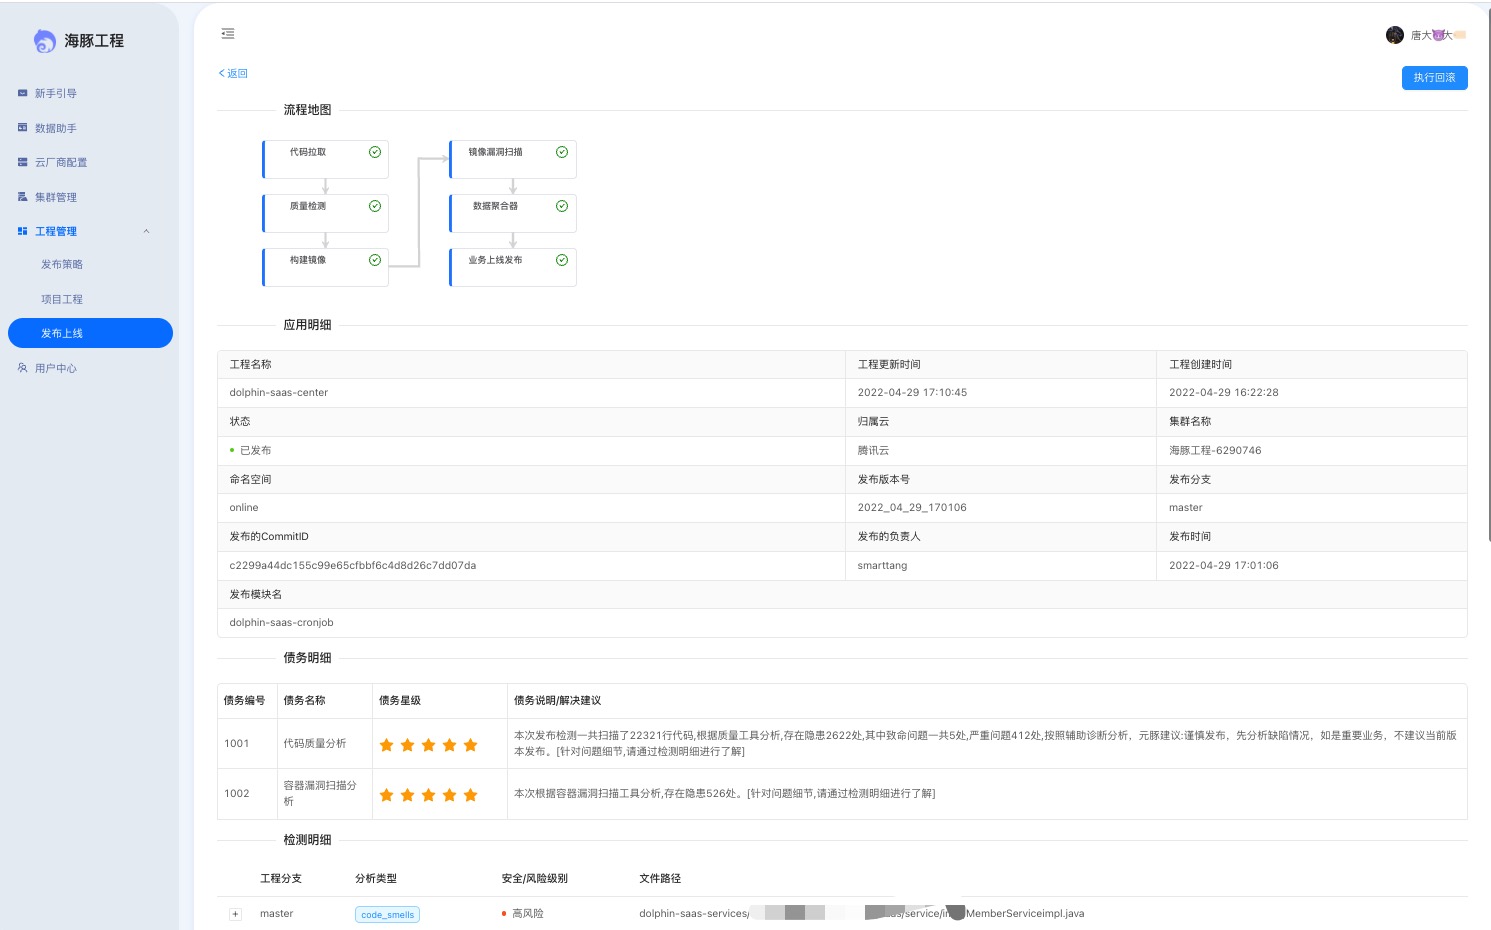 海豚工程
新手引导
数据助手
云厂商配置
集群管理
工程管理
发布策略
项目工程
发布上线
用户中心
唐大 大
返回
执行回滚
流程地图
代码拉取
质量检测
构建镜像
镜像漏洞扫描
数据聚合器
业务上线发布
应用明细
工程名称 工程更新时间 工程创建时间
dolphin-saas-center 2022-04-29 17:10:45 2022-04-29 16:22:28
状态 归属云 集群名称
已发布 腾讯云 海豚工程-6290746
命名空间 发布版本号 发布分支
online 2022_04_29_170106 master
发布的CommitID 发布的负责人 发布时间
c2299a44dc155c99e65cfbbf6c4d8d26c7dd07da smarttang 2022-04-29 17:01:06
发布模块名
dolphin-saas-cronjob
债务明细
债务编号 债务名称 债务星级 债务说明/解决建议
1001 代码质量分析 本次发布检测一共扫描了22321行代码,根据质量工具分析,存在隐患2622处,其中致命问题一共5处,严重问题412处,按照辅助诊断分析，元豚建议:谨慎发布，先分析缺陷情况，如是重要业务，不建议当前版
本发布。[针对问题细节,请通过检测明细进行了解]
1002 容器漏洞扫描分
析 本次根据容器漏洞扫描工具分析,存在隐患526处。[针对问题细节,请通过检测明细进行了解]
检测明细
工程分支 分析类型 安全/风险级别 文件路径
master code_smells 高风险 dolphin-saas-services/ as/service/im MemberServiceimpl.java